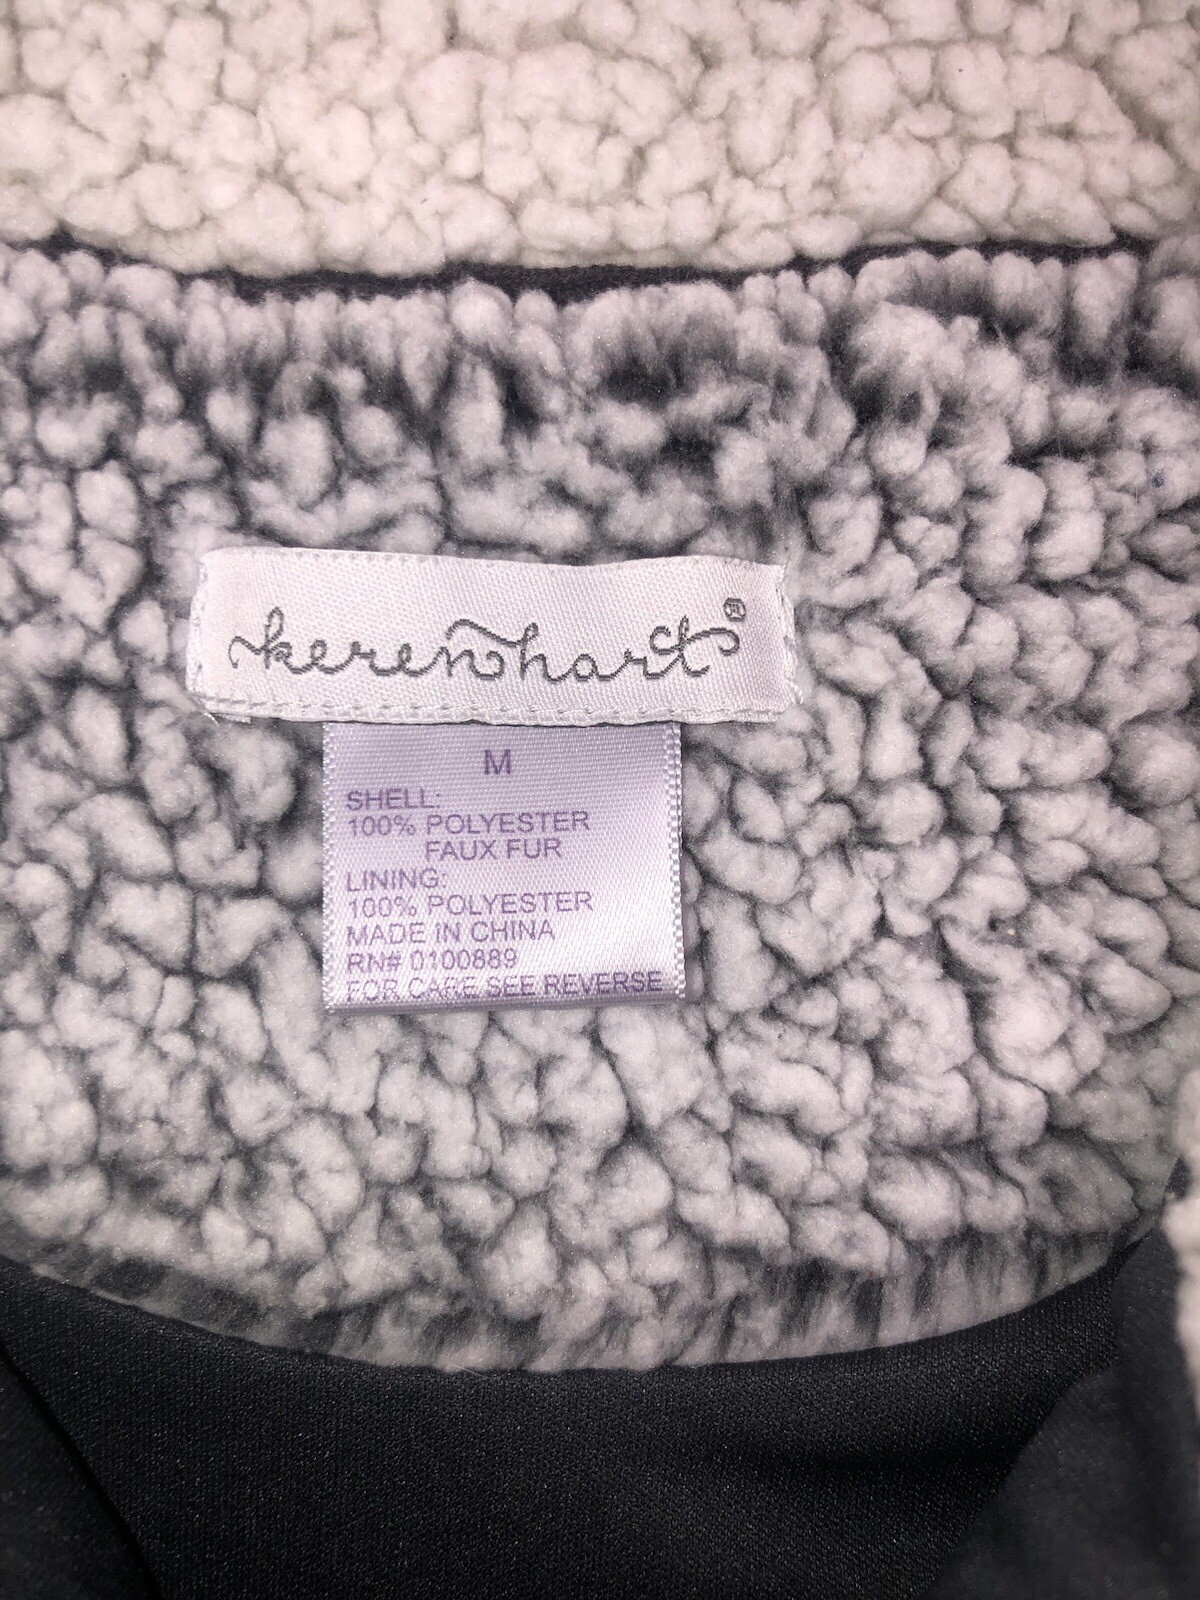 kerenhart®
M
SHELL:
100% POLYESTER
FAUX FUR
LINING:
100% POLYESTER
MADE IN CHINA
RN# 0100889
FOR CARE SEE REVERSE